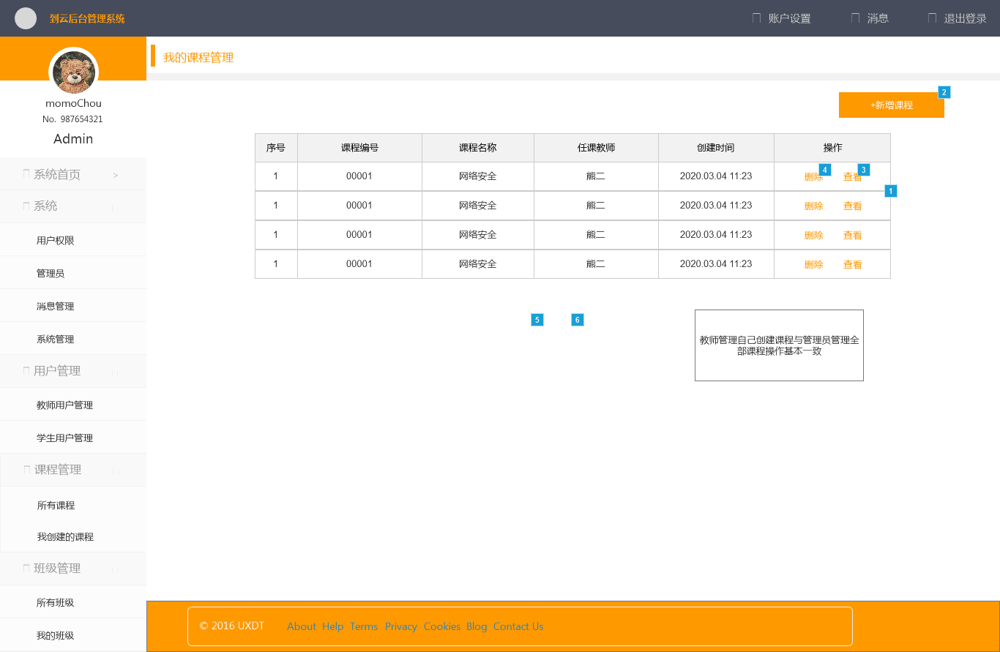 到云后台管理系统
账户设置
消息
退出登录
我的课程管理
momoChou
No. 987654321
Admin
2
+新增课程
序号 课程编号 课程名称 任课教师 创建时间 操作
4 3
1 00001 网络安全 熊二 2020.03.04 11:23 删除 查看
1
1 00001 网络安全 熊二 2020.03.04 11:23 删除 查看
1 00001 网络安全 熊二 2020.03.04 11:23 删除 查看
1 00001 网络安全 熊二 2020.03.04 11:23 删除 查看
5 6
教师管理自己创建课程与管理员管理全
部课程操作基本一致
系统首页 >
系统
用户权限
管理员
消息管理
系统管理
用户管理
教师用户管理
学生用户管理
课程管理
所有课程
我创建的课程
班级管理
所有班级
我的班级
© 2016 UXDT About Help Terms Privacy Cookies Blog Contact Us